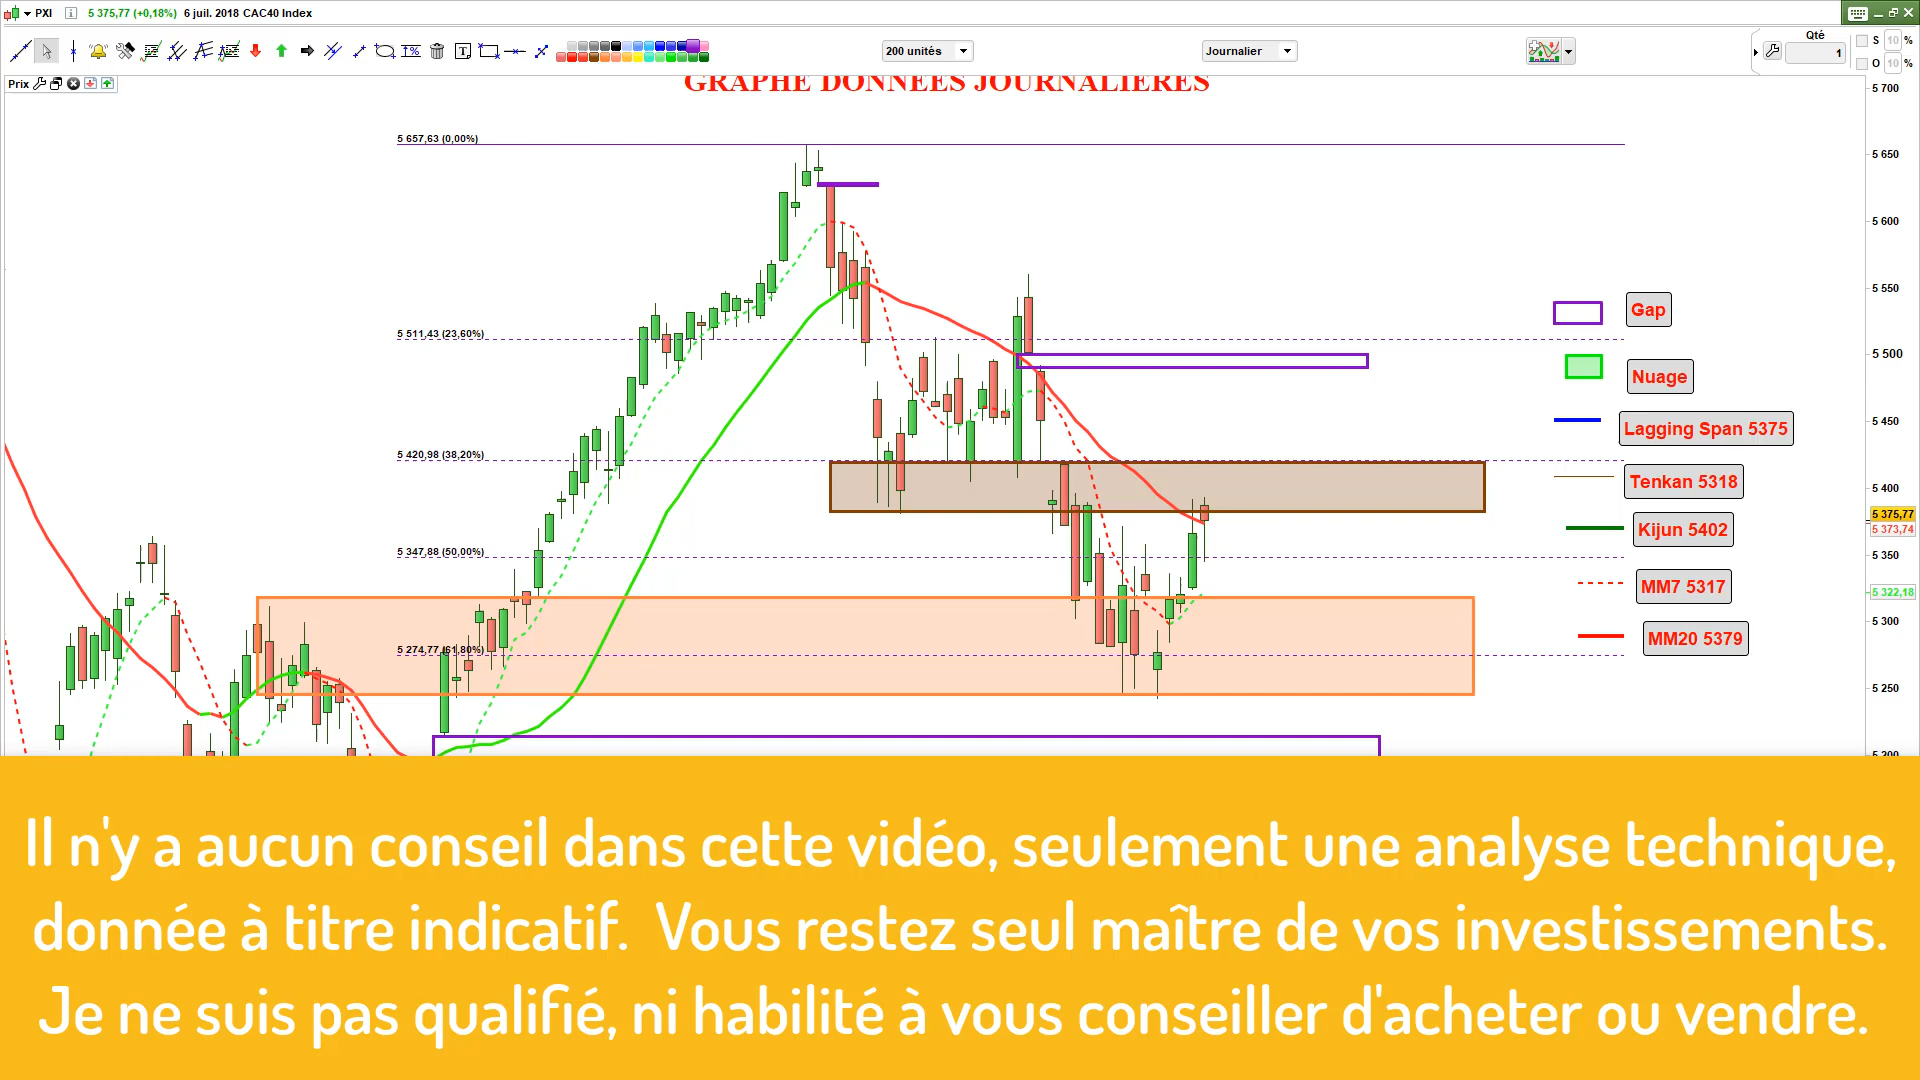 PXI 5 375,77 (+0,18%) 6 juil. 2018 CAC40 Index
200 unités
Journalier
Qté
1
S 10 %
O 10 %
Prix
GRAPHE DONNEES JOURNALIERES
5 657,63 (0,00%)
5 511,43 (23,60%)
5 420,98 (38,20%)
5 347,88 (50,00%)
5 274,77 (61,80%)
5 700
5 650
5 600
5 550
5 500
5 450
5 400
5 375,77
5 373,74
5 350
5 322,18
5 300
5 250
5 200
Gap
Nuage
Lagging Span 5375
Tenkan 5318
Kijun 5402
MM7 5317
MM20 5379
Il n'y a aucun conseil dans cette vidéo, seulement une analyse technique,
donnée à titre indicatif. Vous restez seul maître de vos investissements.
Je ne suis pas qualifié, ni habilité à vous conseiller d'acheter ou vendre.